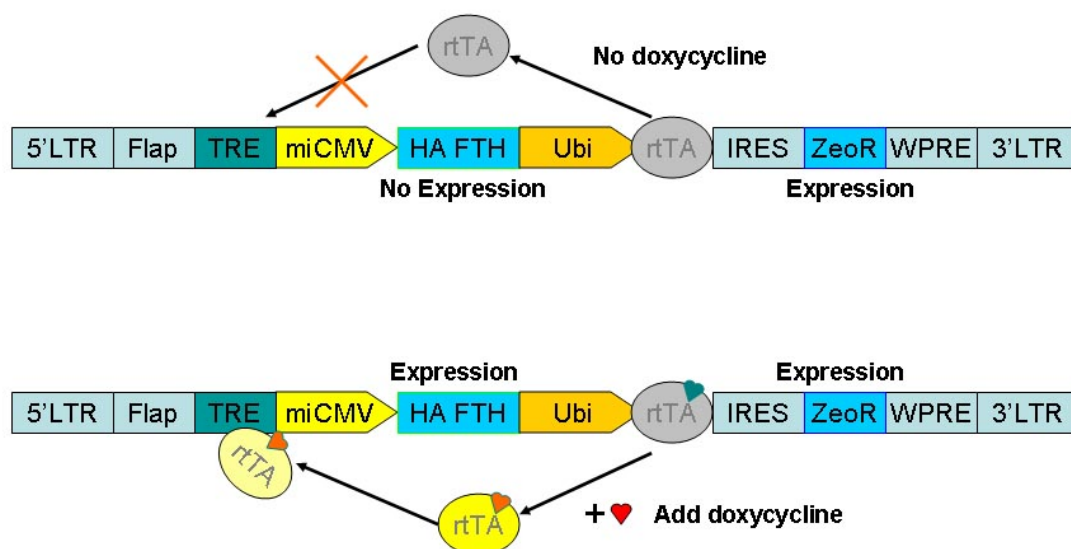 rtTA
No doxycycline
5'LTR Flap TRE miCMV HA FTH Ubi rtTA IRES ZeoR WPRE 3'LTR
No Expression Expression
Expression Expression
5'LTR Flap TRE miCMV HA FTH Ubi rtTA IRES ZeoR WPRE 3'LTR
rtTA
rtTA
+ Add doxycycline